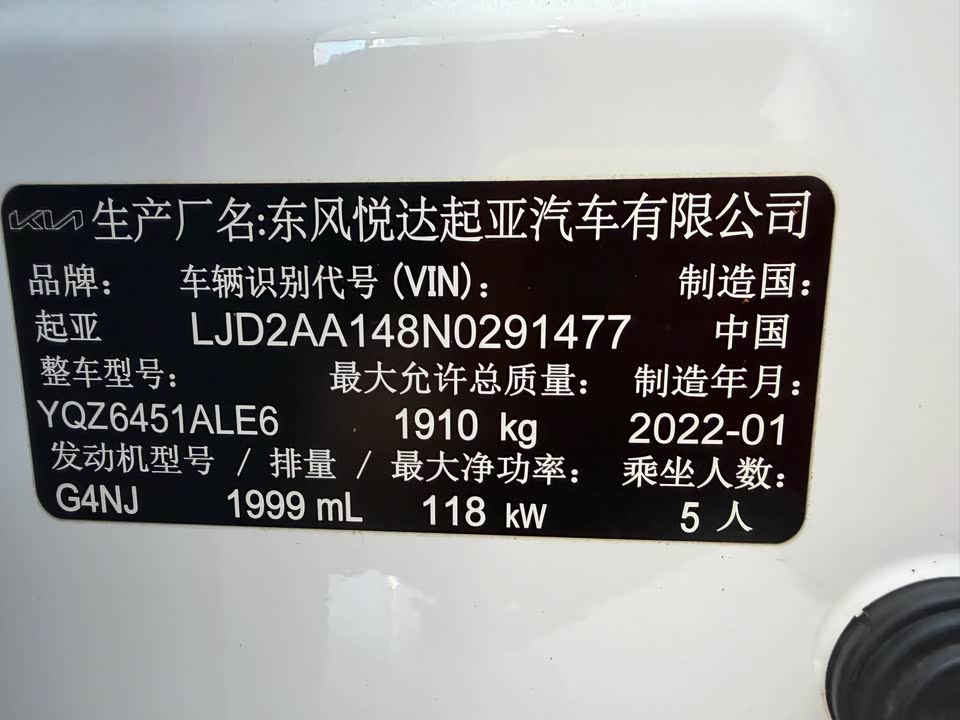 KIA 生产厂名:东风悦达起亚汽车有限公司
品牌: 车辆识别代号(VIN): 制造国:
起亚 LJD2AA148N0291477 中国
整车型号: 最大允许总质量: 制造年月:
YQZ6451ALE6 1910 kg 2022-01
发动机型号 / 排量 / 最大净功率: 乘坐人数:
G4NJ 1999 mL 118 kW 5 人